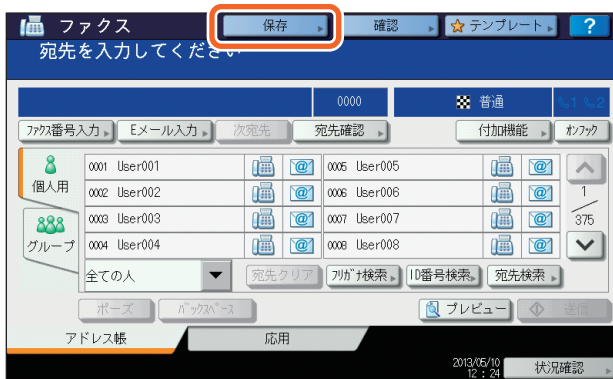 ファクス 保存 確認 テンプレート ?
宛先を入力してください
0000 普通 1 2
ファクス番号入力 Eメール入力 次宛先 宛先確認 付加機能 オンフック
個人用
グループ
0001 User001 0005 User005
0002 User002 0006 User006
0003 User003 0007 User007
0004 User004 0008 User008
1
375
全ての人 宛先クリア フリガナ検索 ID番号検索 宛先検索
ポーズ バックスペース プレビュー 送信
アドレス帳 応用
2013/05/10
12:24 状況確認